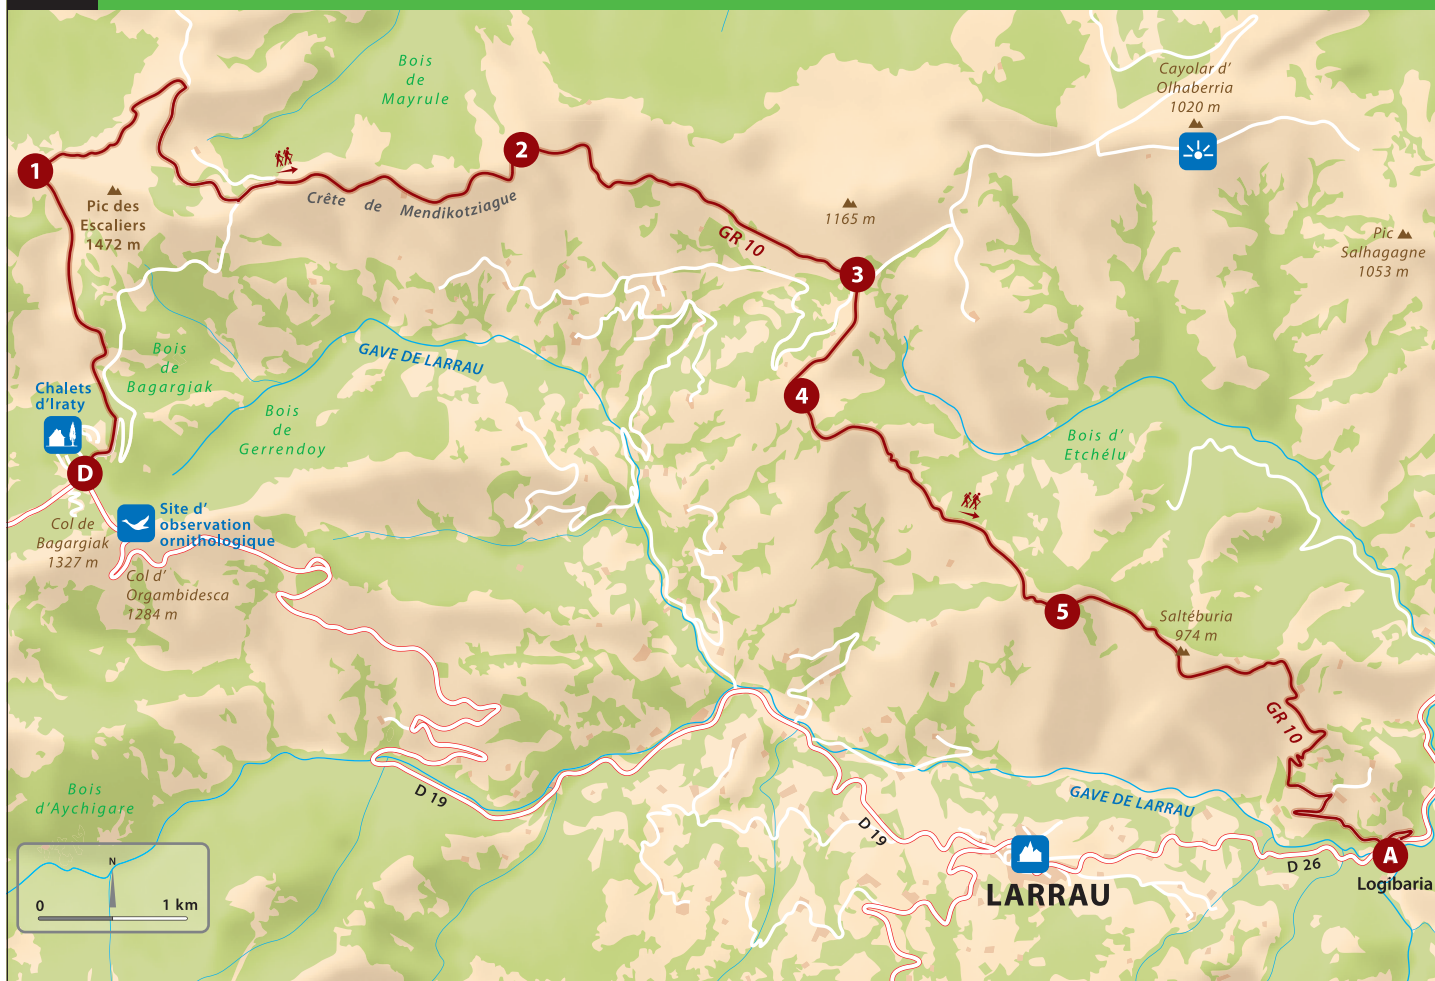 Bois
de
Mayrule
Cayolar d'
Olhaberria
1020 m
1
2
Pic des
Escaliers
1472 m
Crête de Mendikotziague
GR 10
1165 m
Pic
Salhagagne
1053 m
3
Bois
de
Bagargiak
GAVE DE LARRAU
Chalets
d'Iraty
4
Bois
de
Gerrendoy
Bois d'
Etchélu
D
Site d'
observation
ornithologique
Col de
Bagargiak
1327 m
Col d'
Orgambidesca
1284 m
5
Saltéburia
974 m
GR 10
Bois
d'Aychigare
D 19
GAVE DE LARRAU
D 19
N
0
1 km
LARRAU
D 26
A
Logibaria